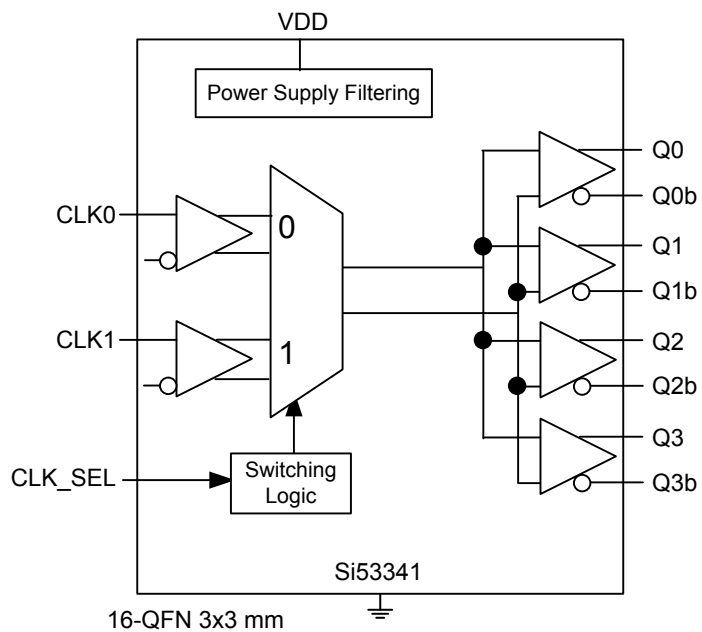 VDD
Power Supply Filtering
CLK0
0
CLK1
1
CLK_SEL
Switching
Logic
Q0
Q0b
Q1
Q1b
Q2
Q2b
Q3
Q3b
Si53341
16-QFN 3x3 mm